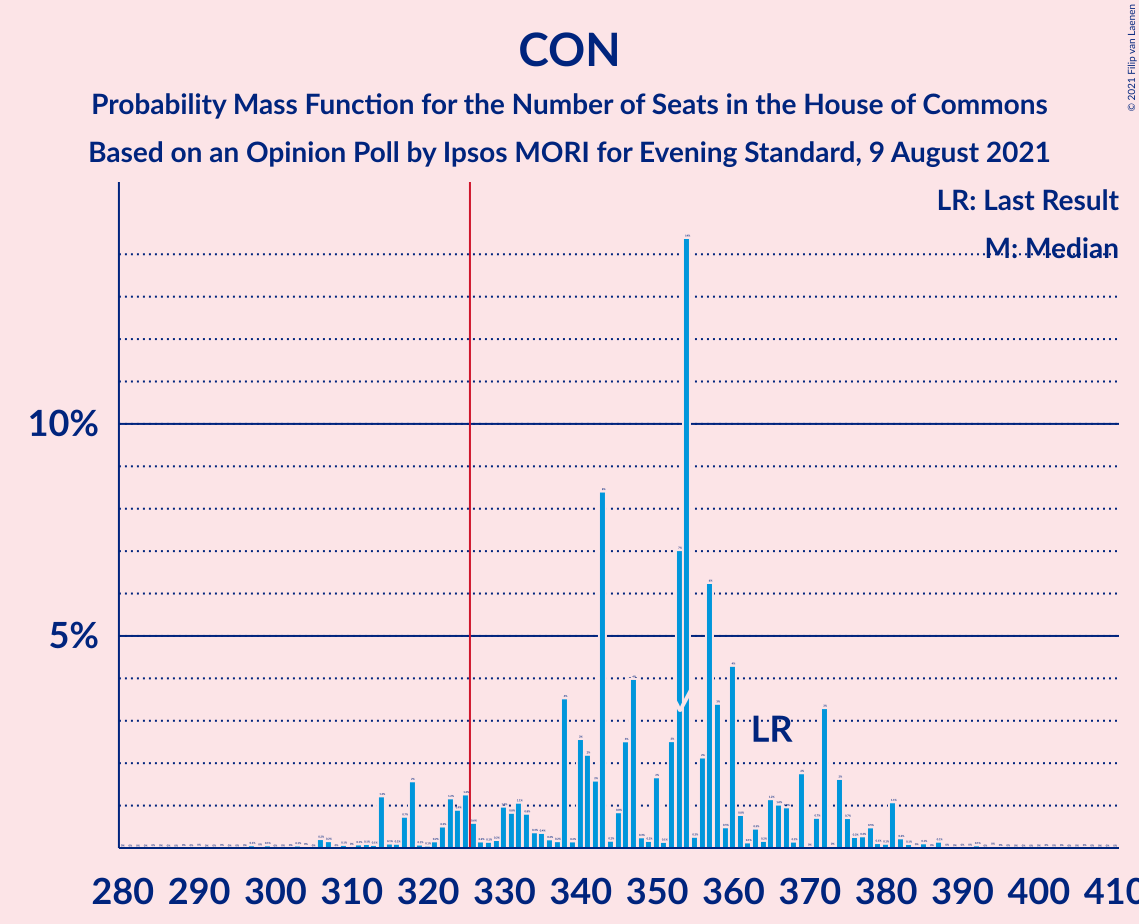 © 2021 Filip van Laenen
CON
Probability Mass Function for the Number of Seats in the House of Commons
Based on an Opinion Poll by Ipsos MORI for Evening Standard, 9 August 2021
LR: Last Result
M: Median
10%
5%
LR
280 290 300 310 320 330 340 350 360 370 380 390 400 410